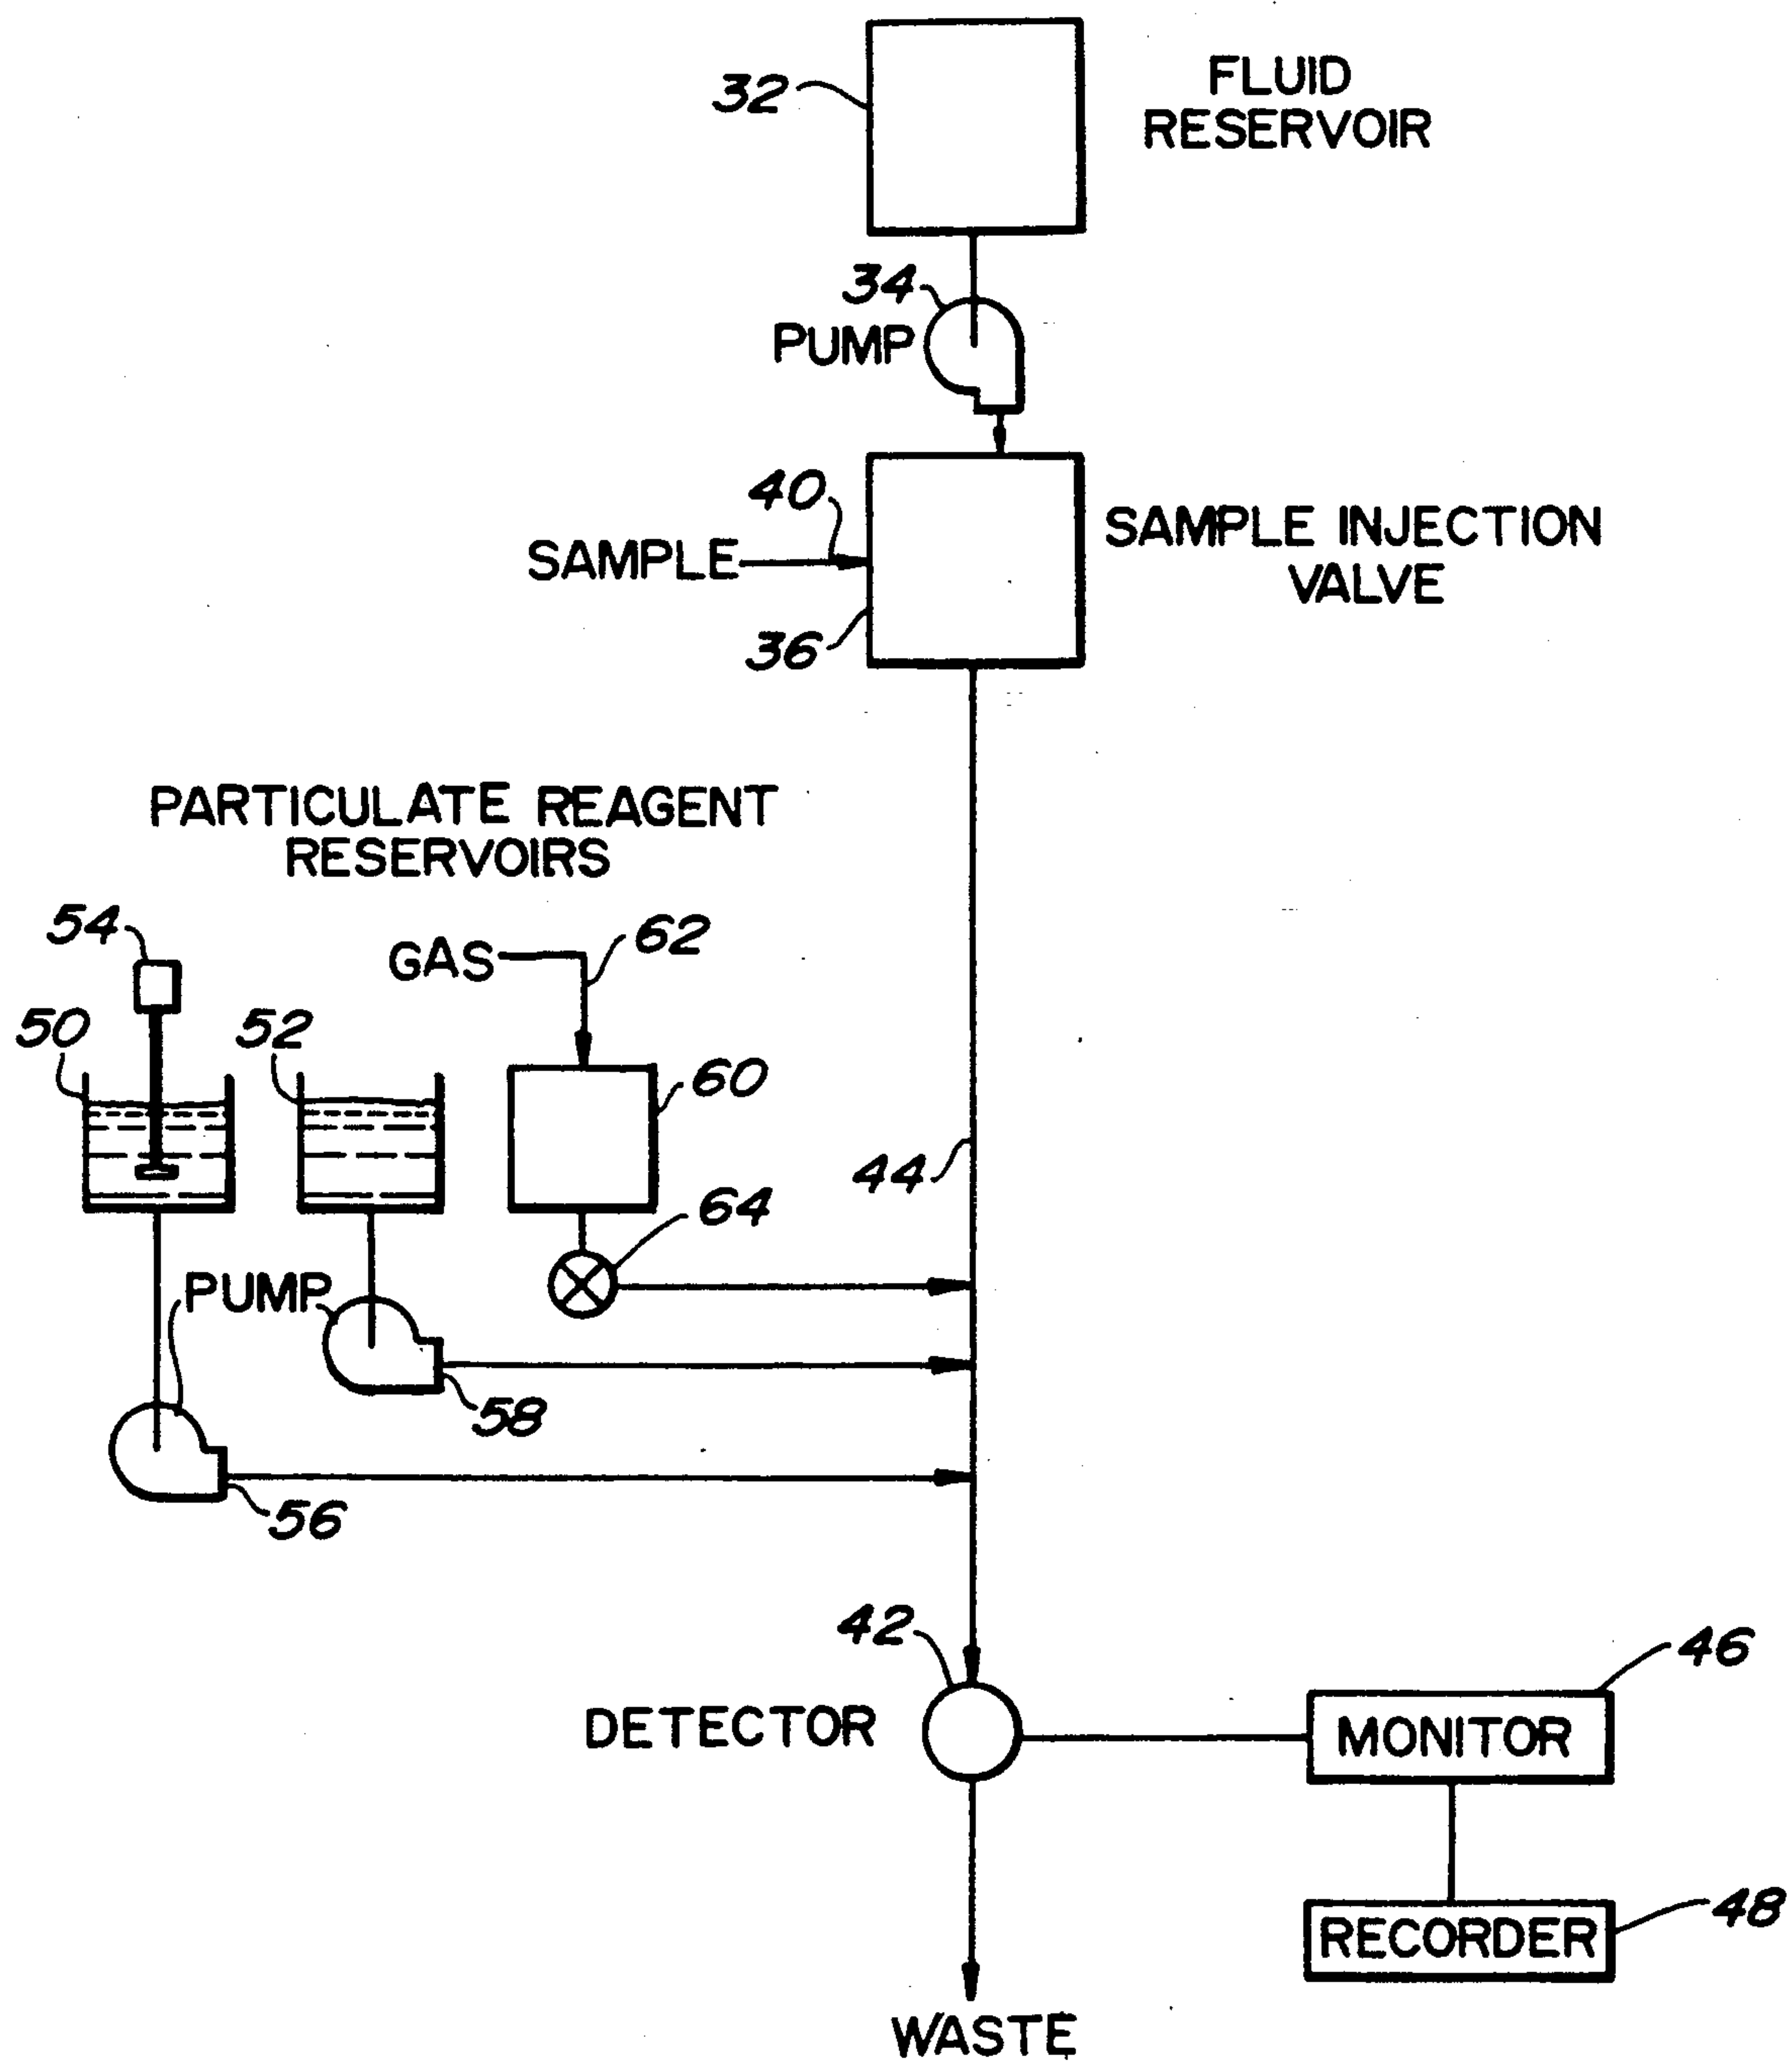 32
FLUID
RESERVOIR
34
PUMP
40
SAMPLE
SAMPLE INJECTION
VALVE
36
PARTICULATE REAGENT
RESERVOIRS
54
GAS
62
50
52
60
44
64
PUMP
58
56
42
46
DETECTOR
MONITOR
48
RECORDER
WASTE